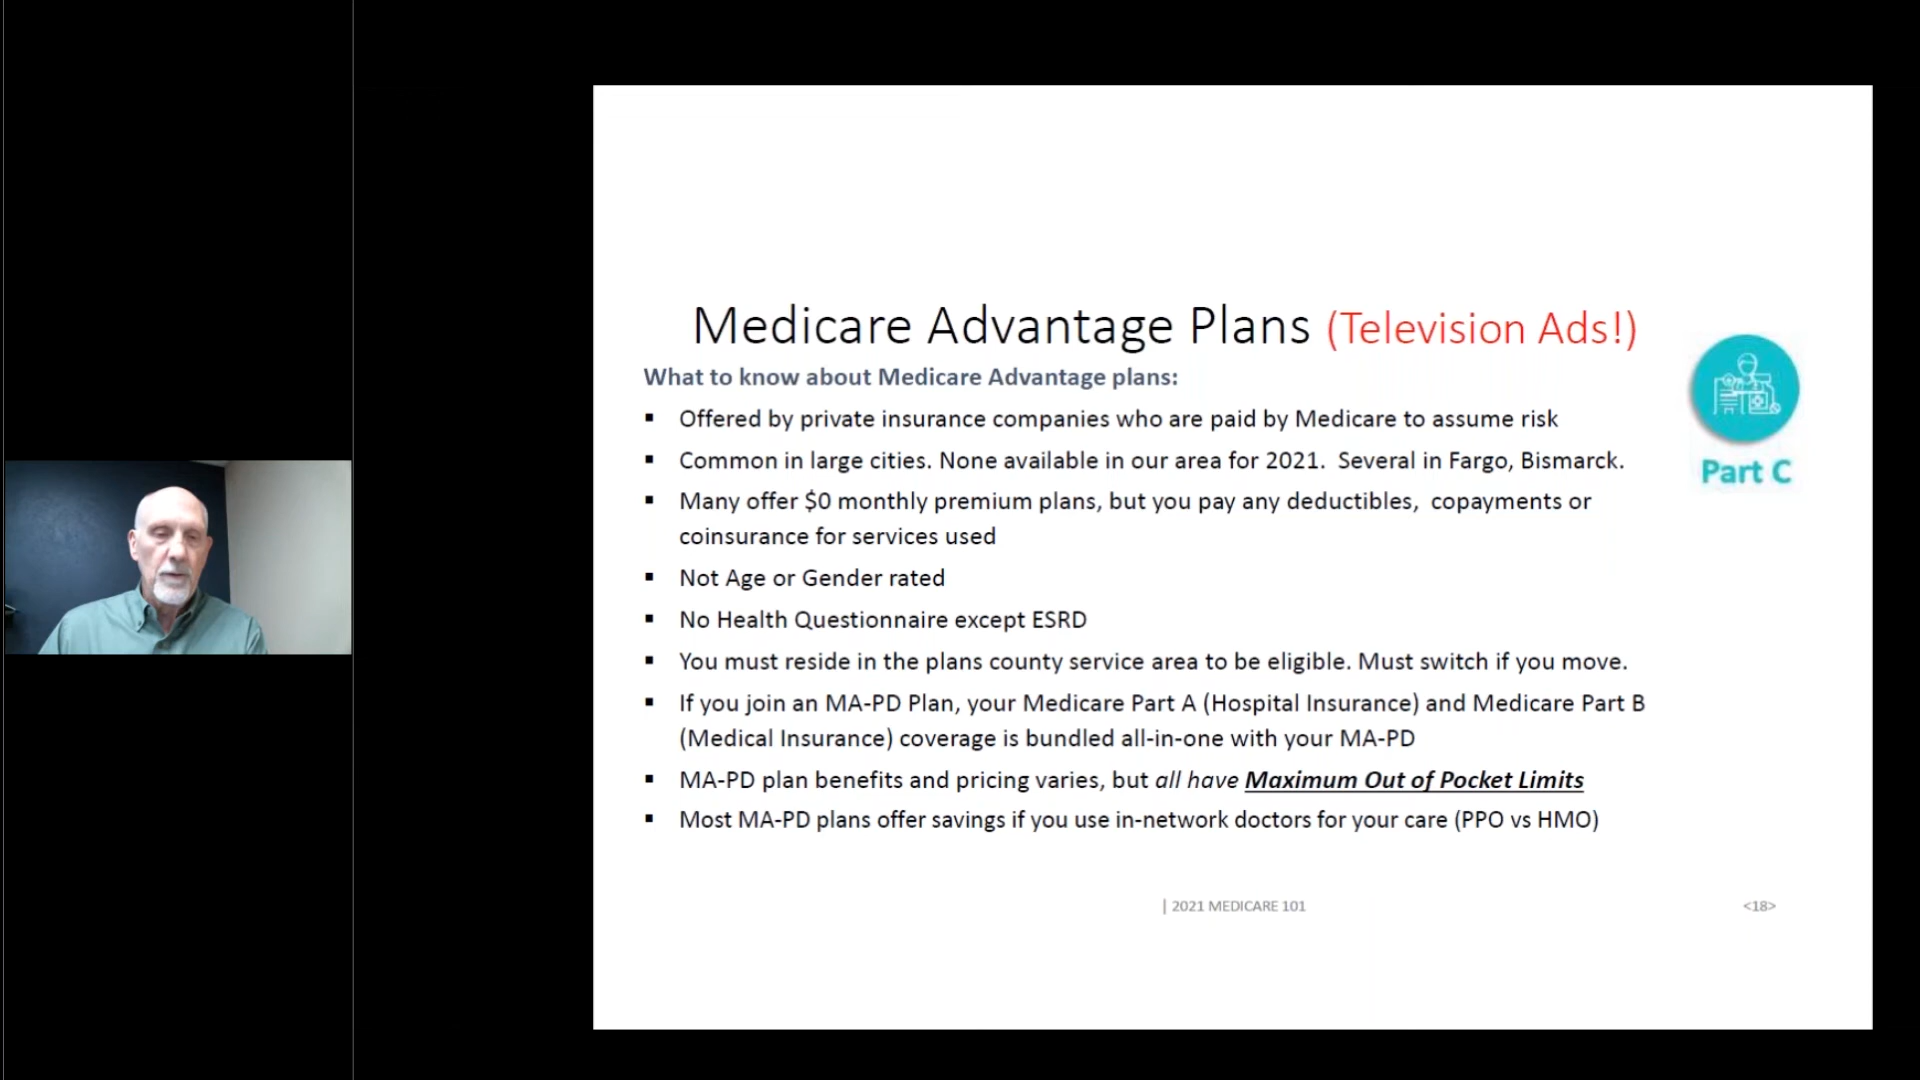 Medicare Advantage Plans (Television Ads!)
What to know about Medicare Advantage plans:
▪ Offered by private insurance companies who are paid by Medicare to assume risk
▪ Common in large cities. None available in our area for 2021.  Several in Fargo, Bismarck.
▪ Many offer $0 monthly premium plans, but you pay any deductibles,  copayments or
coinsurance for services used
▪ Not Age or Gender rated
▪ No Health Questionnaire except ESRD
▪ You must reside in the plans county service area to be eligible. Must switch if you move.
▪ If you join an MA-PD Plan, your Medicare Part A (Hospital Insurance) and Medicare Part B
(Medical Insurance) coverage is bundled all-in-one with your MA-PD
▪ MA-PD plan benefits and pricing varies, but all have Maximum Out of Pocket Limits
▪ Most MA-PD plans offer savings if you use in-network doctors for your care (PPO vs HMO)
Part C
| 2021 MEDICARE 101
<18>